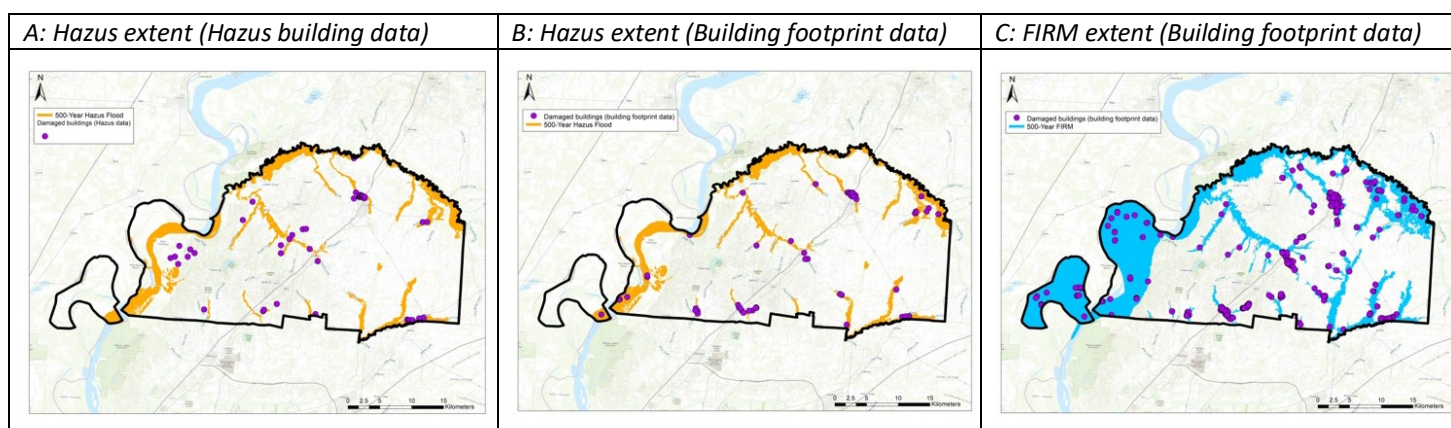 A: Hazus extent (Hazus building data)
B: Hazus extent (Building footprint data)
C: FIRM extent (Building footprint data)
N
500-Year Hazus Flood
Damaged buildings (Hazus data)
0 2.5 5 10 15
Kilometers
N
Damaged buildings (building footprint data)
500-Year Hazus Flood
0 2.5 5 10 15
Kilometers
N
Damaged buildings (building footprint data)
500-Year FIRM
0 2.5 5 10 15
Kilometers